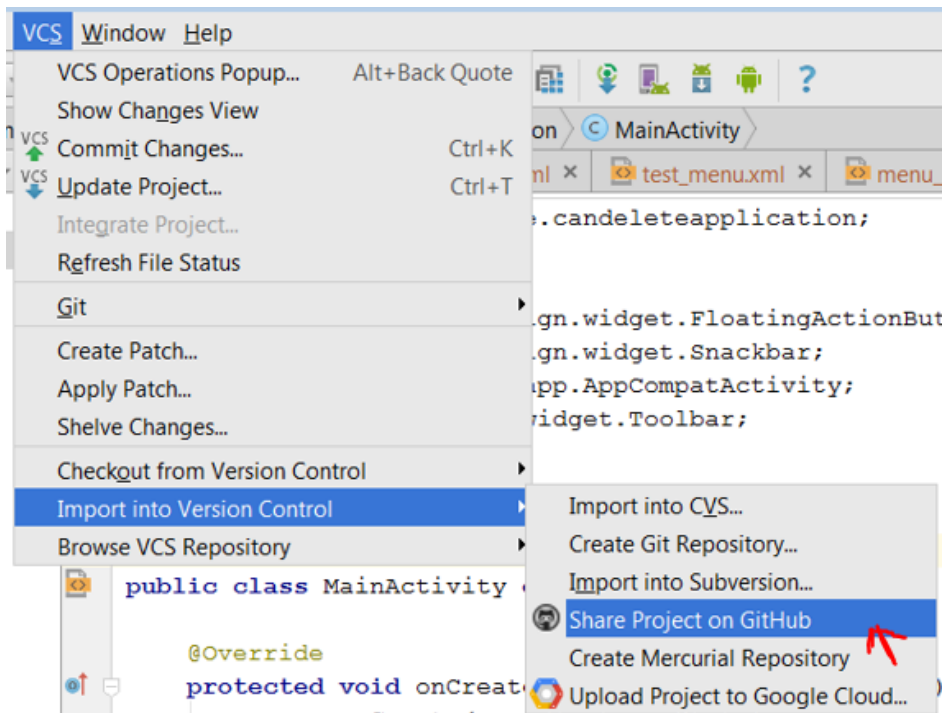 VCS Window Help
VCS Operations Popup... Alt+Back Quote
Show Changes View
on MainActivity
VCS Commit Changes... Ctrl+K
ml × test_menu.xml × menu_
VCS Update Project... Ctrl+T
.candeleteapplication;
Integrate Project...
Refresh File Status
Git
gn.widget.FloatingActionBut
Create Patch...
gn.widget.Snackbar;
Apply Patch...
pp.AppCompatActivity;
idget.Toolbar;
Shelve Changes...
Checkout from Version Control
Import into Version Control
Import into CVS...
Browse VCS Repository
Create Git Repository...
public class MainActivity
Import into Subversion...
Share Project on GitHub
@Override
Create Mercurial Repository
protected void onCreat
Upload Project to Google Cloud...